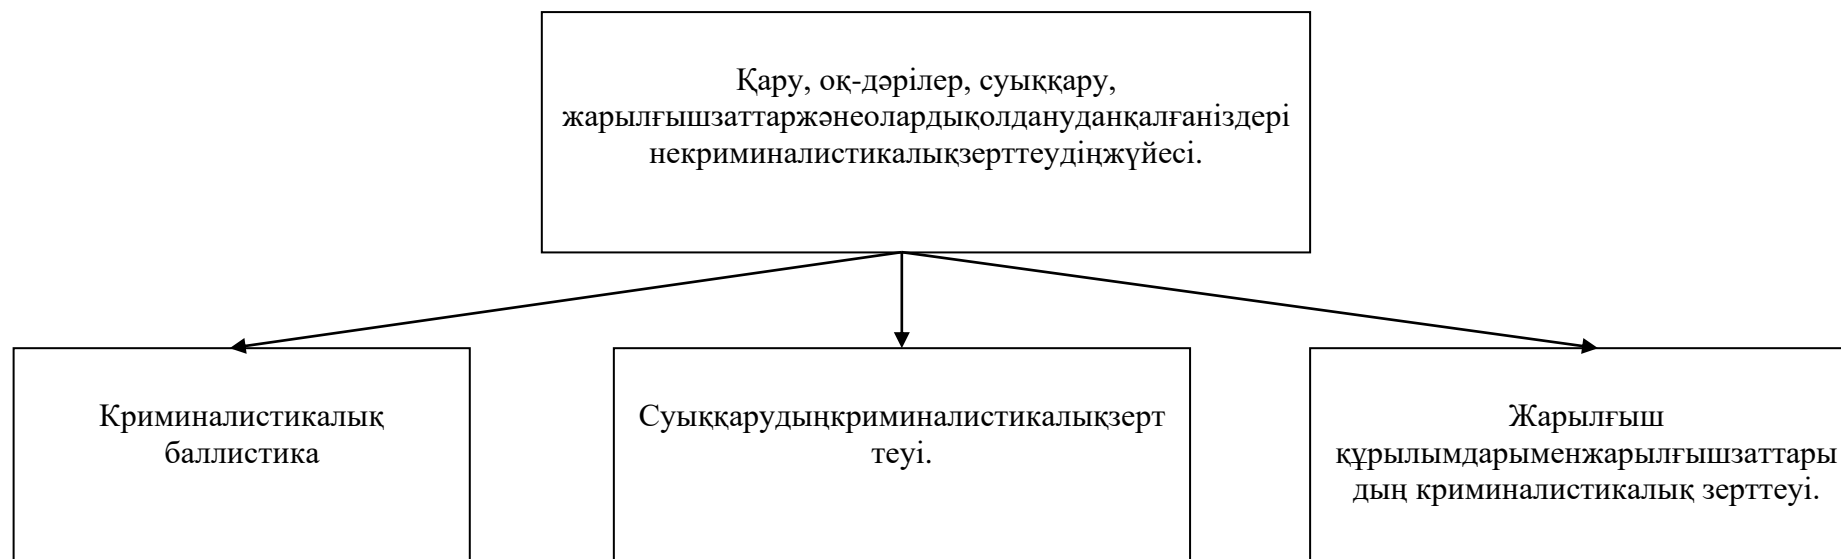 Қару, оқ-дәрілер, суыққару,
жарылғышзаттаржәнеолардықолдануданқалғаніздері
некриминалистикалықзерттеудіңжүйесі.
Криминалистикалық
баллистика
Суыққарудыңкриминалистикалықзерт
теуі.
Жарылғыш
құрылымдарыменжарылғышзаттары
дың криминалистикалық зерттеуі.